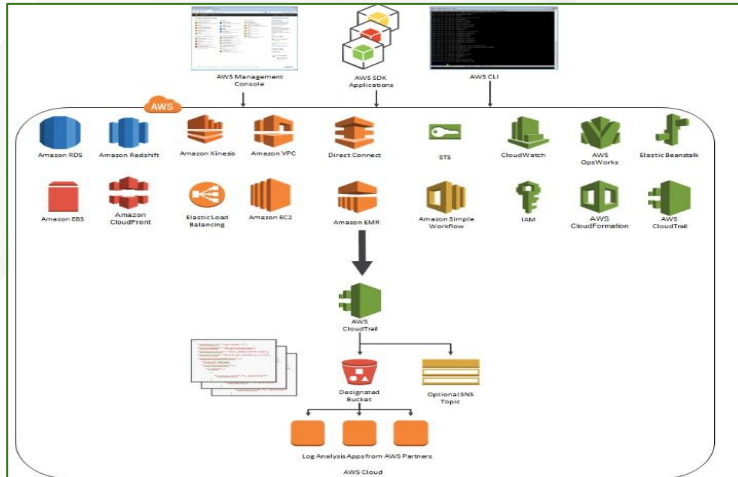 AWS Management
Console
AWS SDK
Applications
AWS CLI
AWS
Amazon RDS
Amazon Redshift
Amazon Kinesis
Amazon VPC
Direct Connect
STS
CloudWatch
AWS
OpsWorks
Elastic Beanstalk
Amazon EBS
Amazon
CloudFront
Elastic Load
Balancing
Amazon EC2
Amazon EMR
Amazon Simple
Workflow
IAM
AWS
CloudFormation
AWS
CloudTrail
AWS
CloudTrail
Designated
Bucket
Optional SNS
Topic
Log Analysis Apps from AWS Partners
AWS Cloud